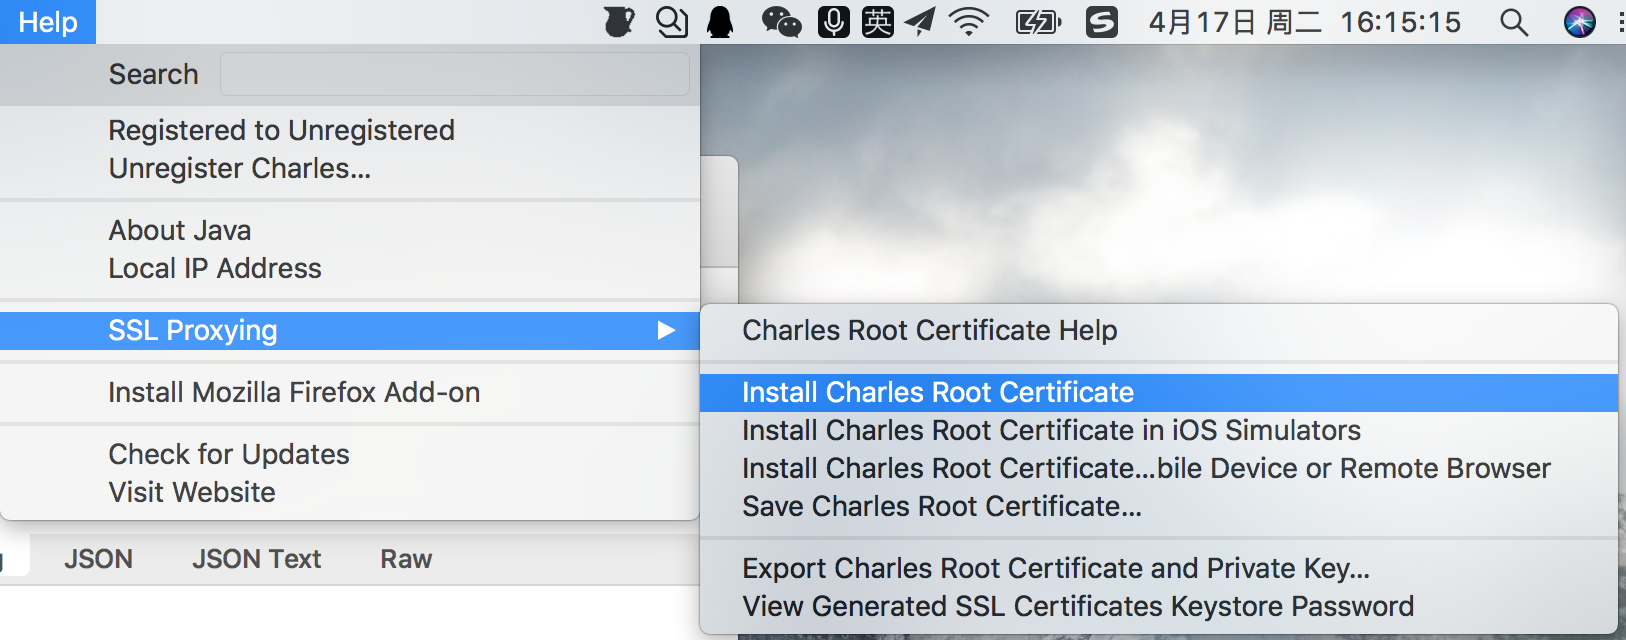 Help 英 4月17日 周二 16:15:15
Search
Registered to Unregistered
Unregister Charles...
About Java
Local IP Address
SSL Proxying
Install Mozilla Firefox Add-on
Check for Updates
Visit Website
Charles Root Certificate Help
Install Charles Root Certificate
Install Charles Root Certificate in iOS Simulators
Install Charles Root Certificate...bile Device or Remote Browser
Save Charles Root Certificate...
Export Charles Root Certificate and Private Key...
View Generated SSL Certificates Keystore Password
JSON JSON Text Raw